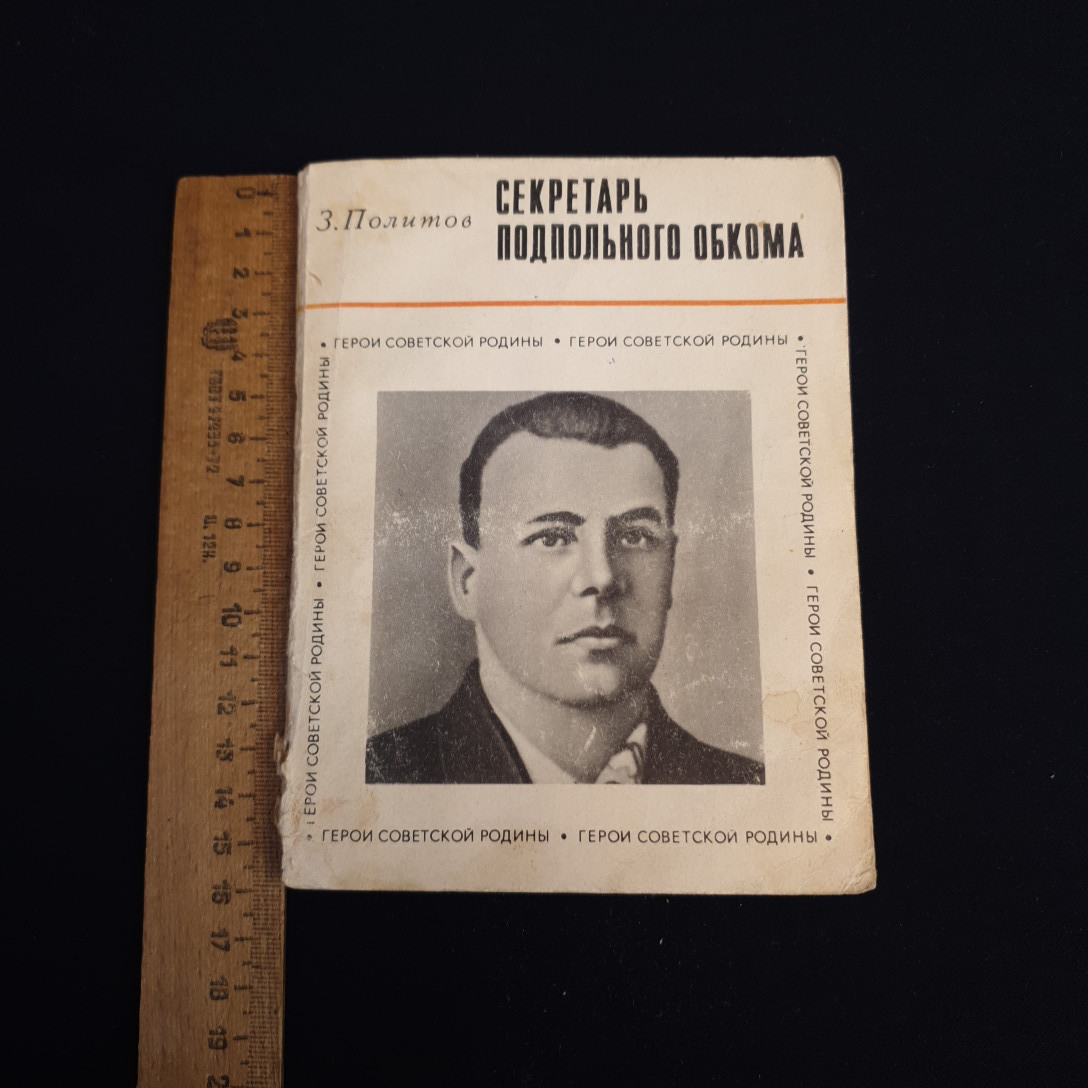 З.Политов
СЕКРЕТАРЬ
ПОДПОЛЬНОГО ОБКОМА
• ГЕРОИ СОВЕТСКОЙ РОДИНЫ • ГЕРОИ СОВЕТСКОЙ РОДИНЫ •
ГЕРОИ СОВЕТСКОЙ РОДИНЫ • ГЕРОИ СОВЕТСКОЙ РОДИНЫ
ГЕРОИ СОВЕТСКОЙ РОДИНЫ • ГЕРОИ СОВЕТСКОЙ РОДИНЫ
• ГЕРОИ СОВЕТСКОЙ РОДИНЫ • ГЕРОИ СОВЕТСКОЙ РОДИНЫ •
0 1 2 3 4 5 6 7 8 9 10 11 12 13 14 15 16 17 18 19
Ц. 12К.